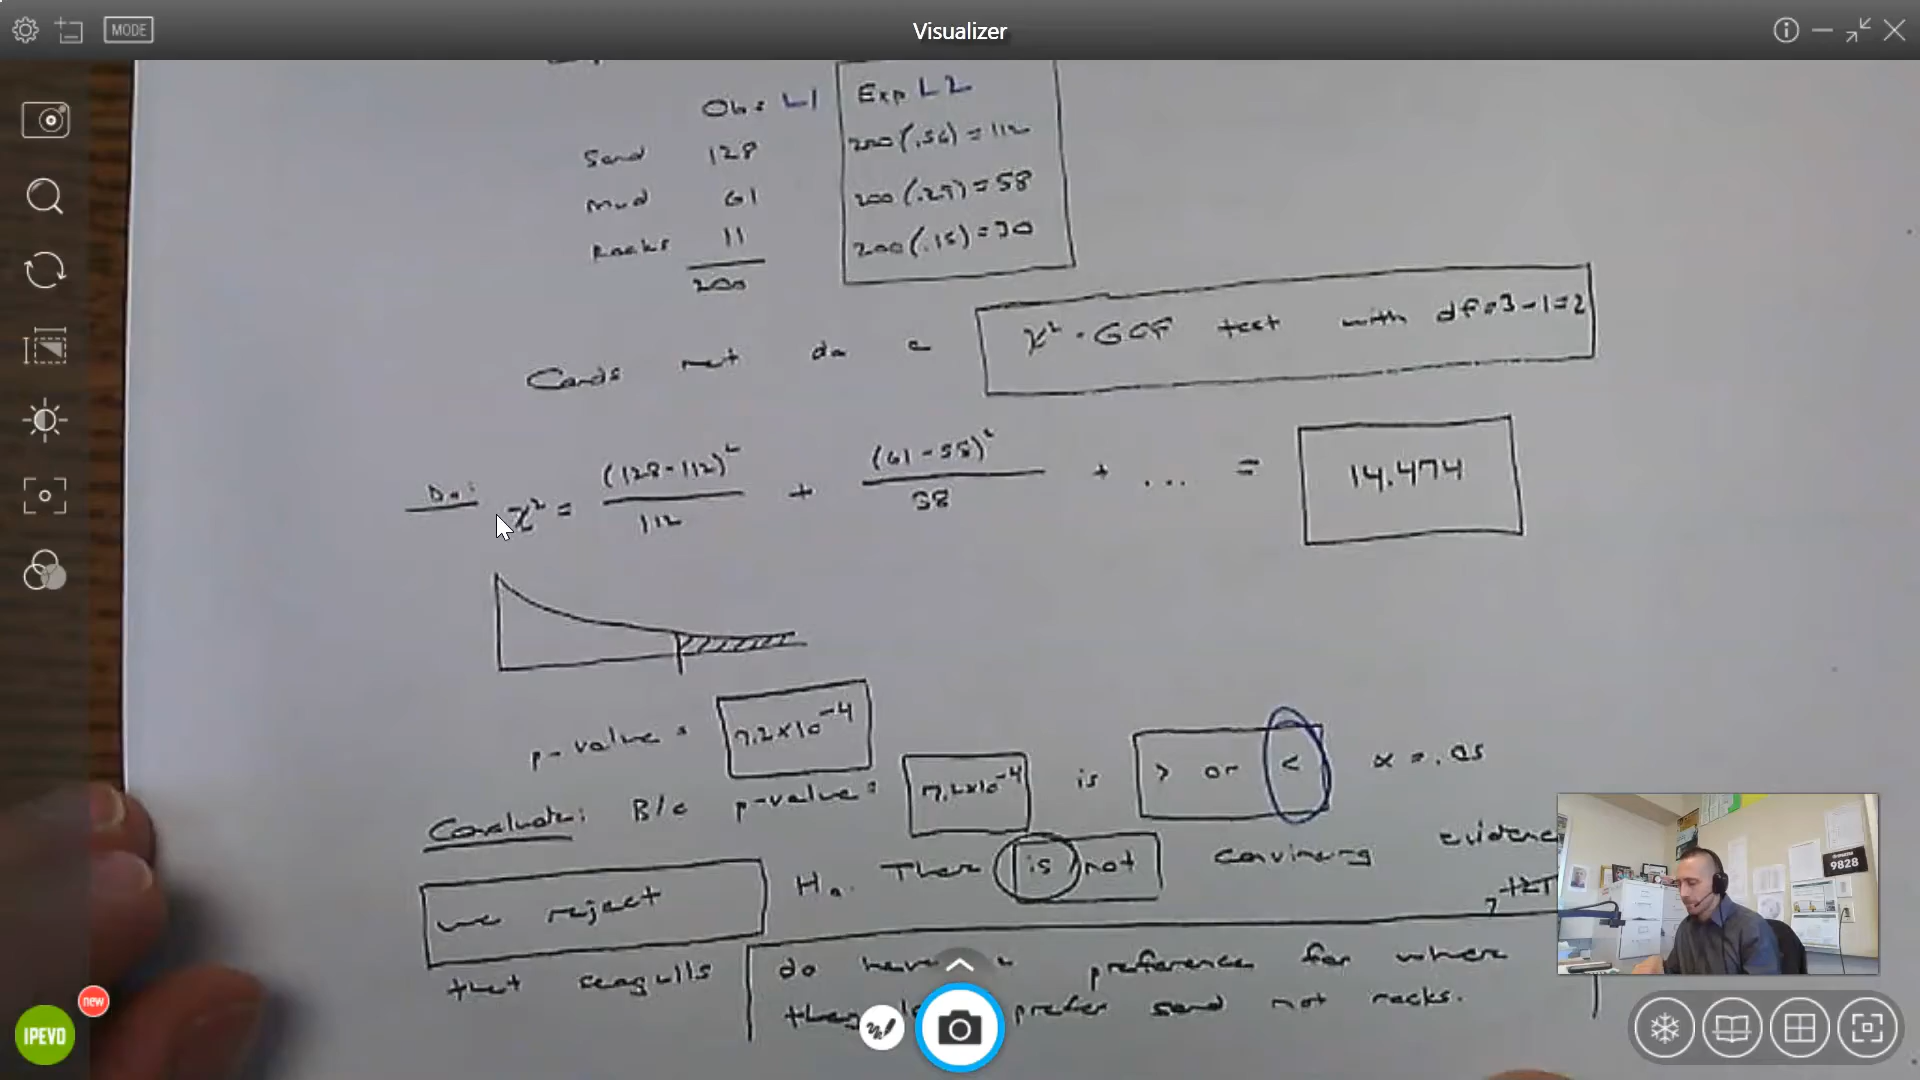 MODE
Visualizer
Obs L1 Exp L2
Sand 128 200(.56)=112
Mud 61 200(.29)=58
Rocks 11 200(.15)=30
200
Conds met do a χ²-GOF test with df=3-1=2
Do: χ² = (128-112)²/112 + (61-58)²/58 + ... = 14.474
p-value = 7.2×10⁻⁴
Conclude: B/c p-value = 7.2×10⁻⁴ is > or < α = .05
we reject H₀. There is/not convincing evidence
that seagulls do have preference for where
they prefer sand not rocks.
9828
new
IPEVO